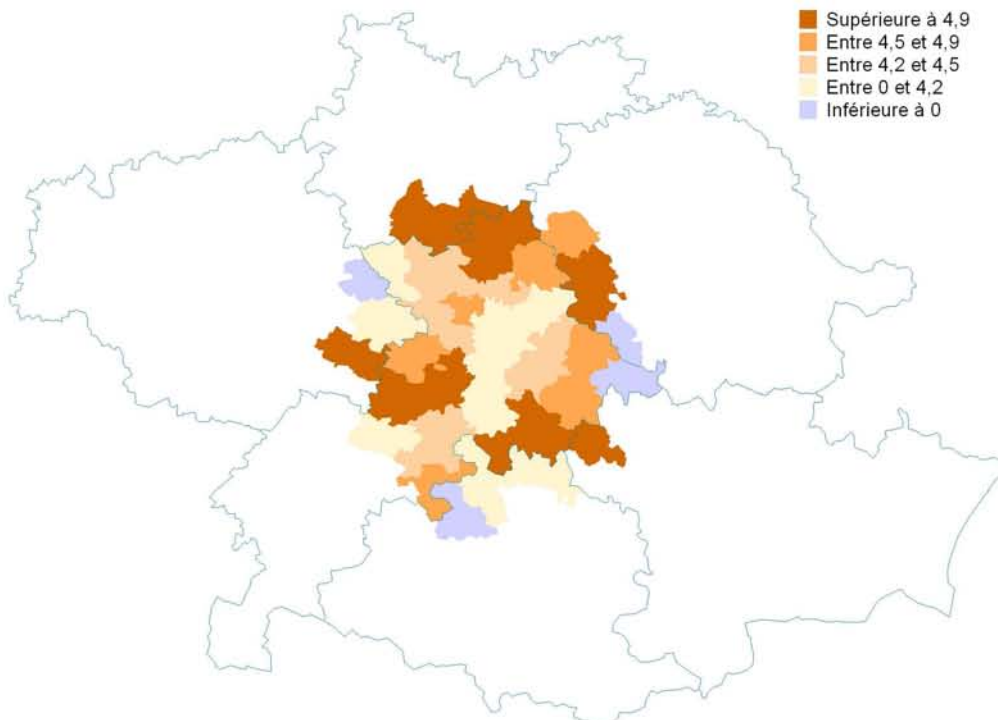 Supérieure à 4,9
Entre 4,5 et 4,9
Entre 4,2 et 4,5
Entre 0 et 4,2
Inférieure à 0